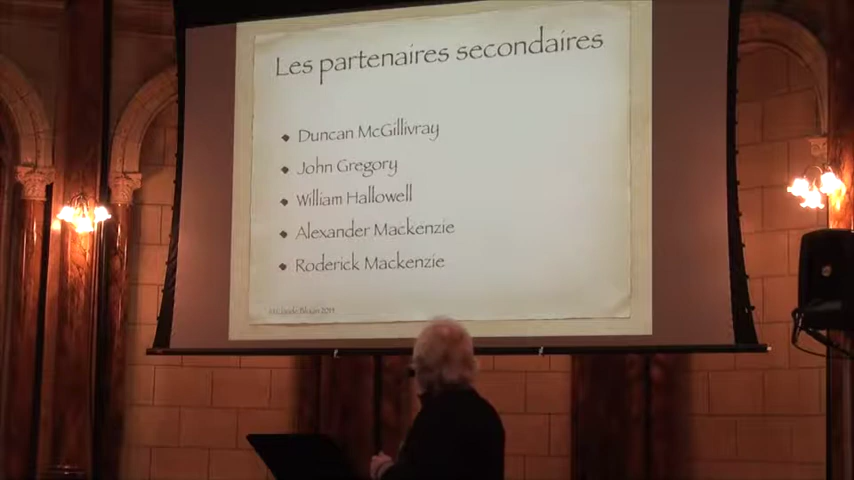 Les partenaires secondaires
Duncan McGillivray
John Gregory
William Hallowell
Alexander Mackenzie
Roderick Mackenzie